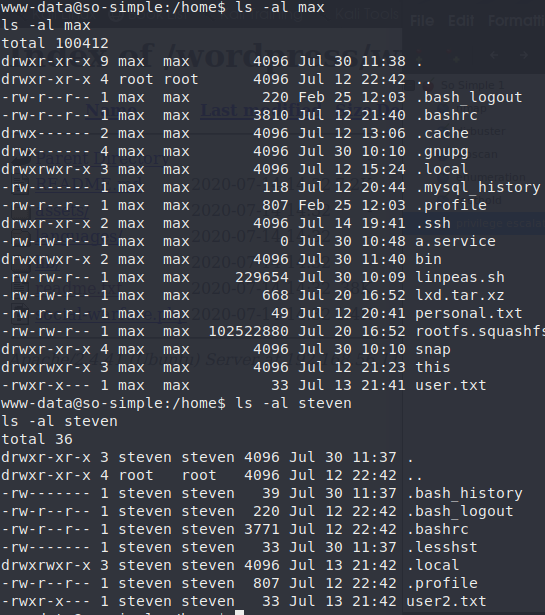 www-data@so-simple:/home$ ls -al max
ls -al max
total 100412
drwxr-xr-x 9 max  max       4096 Jul 30 11:38 .
drwxr-xr-x 4 root root      4096 Jul 12 22:42 ..
-rw-r--r-- 1 max  max        220 Feb 25 12:03 .bash_logout
-rw-r--r-- 1 max  max       3810 Jul 12 21:40 .bashrc
drwx------ 2 max  max       4096 Jul 12 13:06 .cache
drwx------ 4 max  max       4096 Jul 30 10:10 .gnupg
drwxrwxr-x 3 max  max       4096 Jul 12 15:24 .local
-rw------- 1 max  max        118 Jul 12 20:44 .mysql_history
-rw-r--r-- 1 max  max        807 Feb 25 12:03 .profile
drwxr-xr-x 2 max  max       4096 Jul 14 19:41 .ssh
-rw-rw-r-- 1 max  max          0 Jul 30 10:48 a.service
drwxrwxr-x 2 max  max       4096 Jul 30 11:40 bin
-rw-r--r-- 1 max  max     229654 Jul 30 10:09 linpeas.sh
-rw-rw-r-- 1 max  max        668 Jul 20 16:52 lxd.tar.xz
-rw-rw-r-- 1 max  max         49 Jul 12 20:41 personal.txt
-rw-rw-r-- 1 max  max  102522880 Jul 20 16:52 rootfs.squashfs
drwxr-xr-x 4 max  max       4096 Jul 30 10:10 snap
drwxrwxr-x 3 max  max       4096 Jul 12 21:23 this
-rwxr-x--- 1 max  max         33 Jul 13 21:41 user.txt
www-data@so-simple:/home$ ls -al steven
ls -al steven
total 36
drwxr-xr-x 3 steven steven 4096 Jul 30 11:37 .
drwxr-xr-x 4 root   root   4096 Jul 12 22:42 ..
-rw------- 1 steven steven   39 Jul 30 11:37 .bash_history
-rw-r--r-- 1 steven steven  220 Jul 12 22:42 .bash_logout
-rw-r--r-- 1 steven steven 3771 Jul 12 22:42 .bashrc
-rw------- 1 steven steven   33 Jul 30 11:37 .lesshst
drwxrwxr-x 3 steven steven 4096 Jul 13 21:42 .local
-rw-r--r-- 1 steven steven  807 Jul 12 22:42 .profile
-rwxr-xr-x 1 steven steven   33 Jul 13 21:42 user2.txt